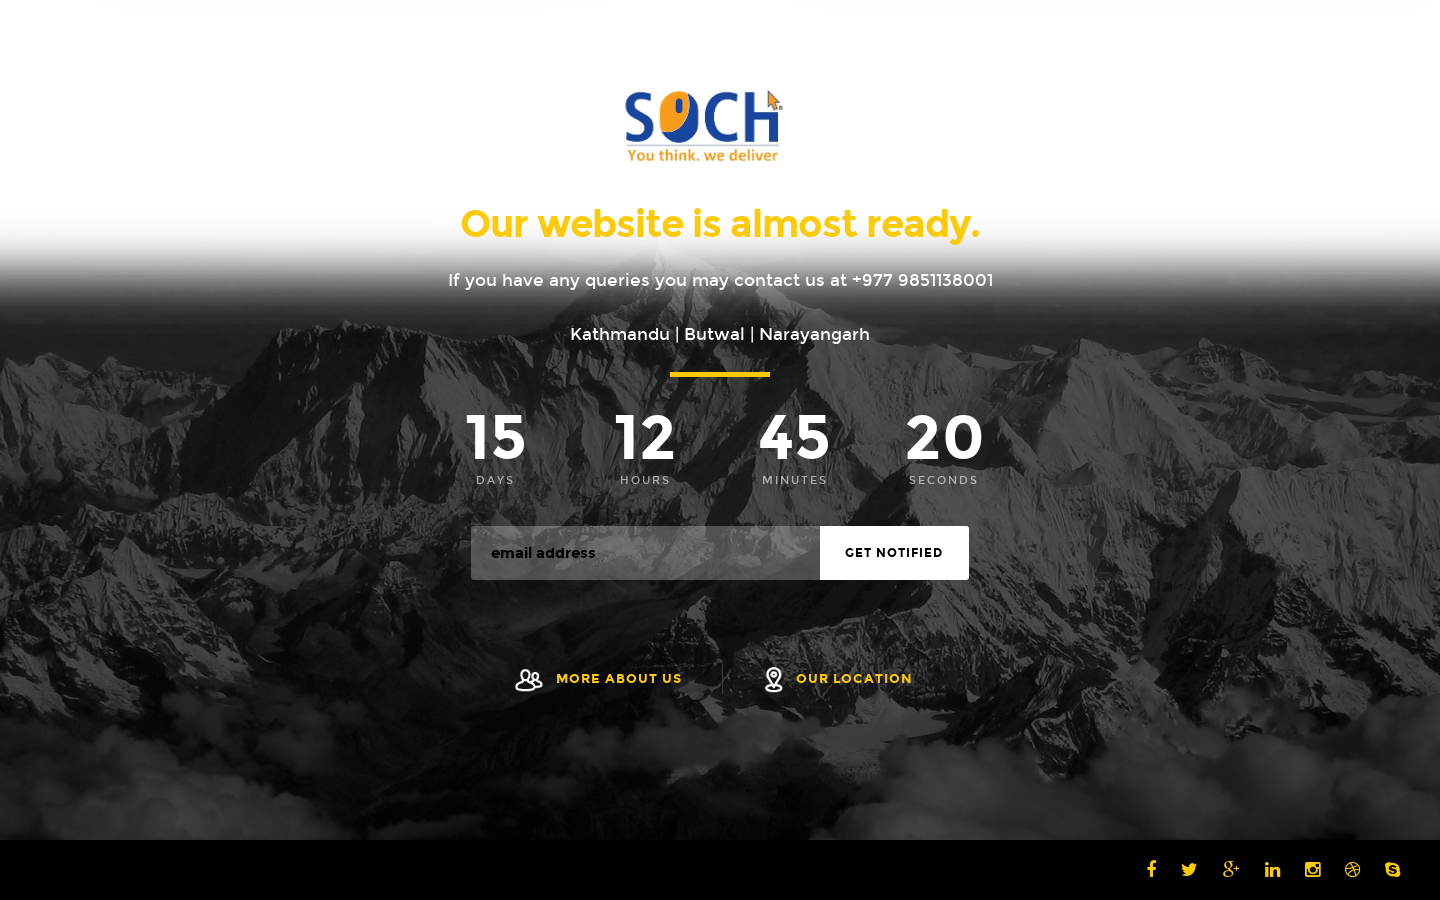 SOCH
You think. we deliver
Our website is almost ready.
If you have any queries you may contact us at +977 9851138001
Kathmandu | Butwal | Narayangarh
15 12 45 20
DAYS HOURS MINUTES SECONDS
email address GET NOTIFIED
MORE ABOUT US OUR LOCATION